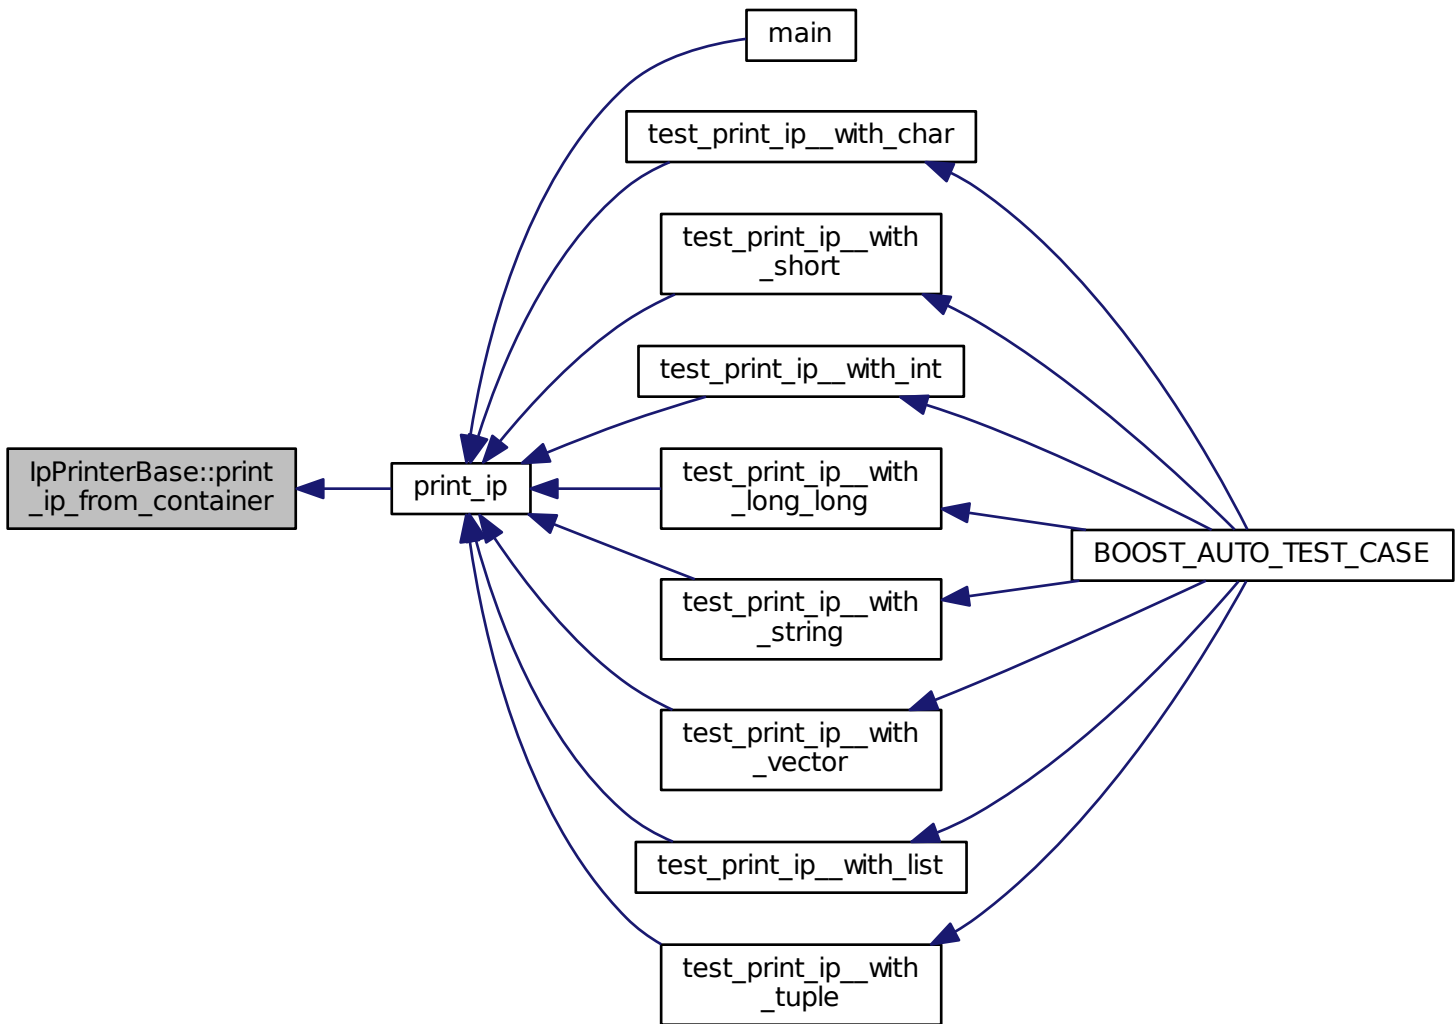 main
test_print_ip__with_char
test_print_ip__with
_short
test_print_ip__with_int
IpPrinterBase::print
_ip_from_container
print_ip
test_print_ip__with
_long_long
BOOST_AUTO_TEST_CASE
test_print_ip__with
_string
test_print_ip__with
_vector
test_print_ip__with_list
test_print_ip__with
_tuple